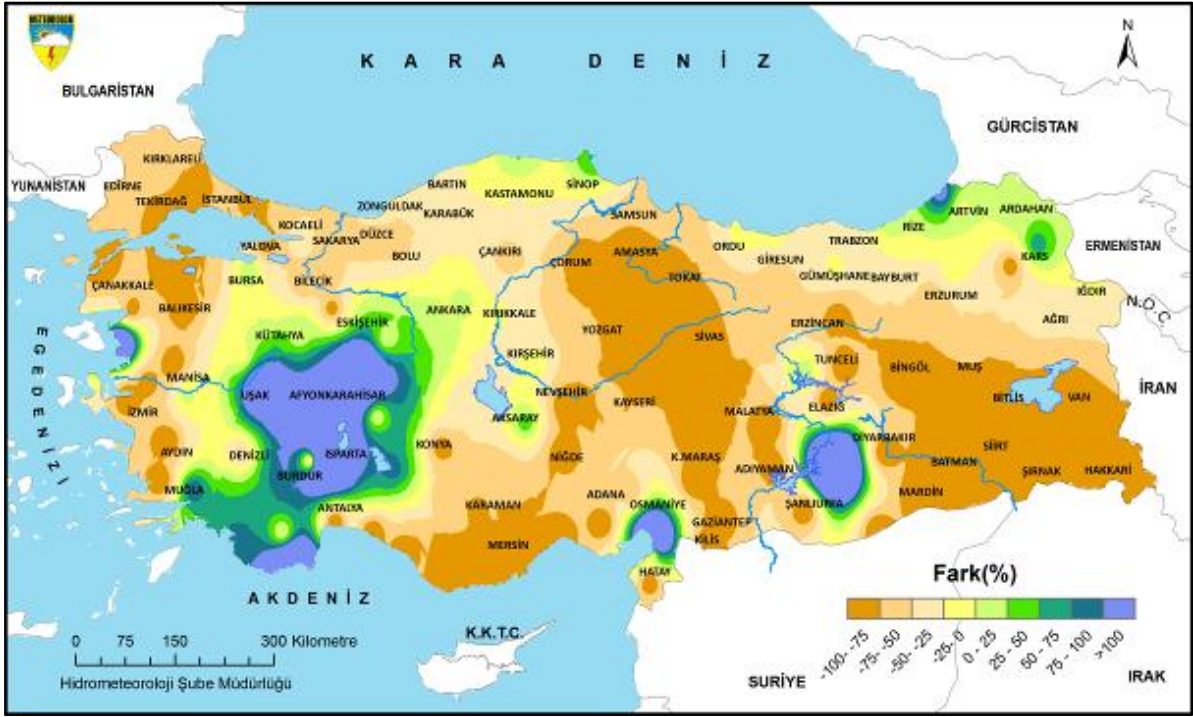 METEOROLOJİ
N
K A R A D E N İ Z
BULGARİSTAN
GÜRCİSTAN
KIRKLARELİ
YUNANİSTAN
EDİRNE
TEKİRDAĞ
İSTANBUL
BARTIN
KASTAMONU
SİNOP
ZONGULDAK
KARABÜK
SAMSUN
ARTVİN
ARDAHAN
ERMENİSTAN
KOCAELİ
SAKARYA
DÜZCE
YALOVA
BOLU
ÇANKIRI
ÇORUM
AMASYA
ORDU
GİRESUN
TRABZON
RİZE
KARS
TOKAT
GÜMÜŞHANE
BAYBURT
ERZURUM
IĞDIR
N.O.C.
ÇANAKKALE
BALIKESİR
BURSA
BİLECİK
ESKİŞEHİR
ANKARA
KIRIKKALE
YOZGAT
SİVAS
ERZİNCAN
AĞRI
KÜTAHYA
KIRŞEHİR
TUNCELİ
BİNGÖL
MUŞ
İRAN
E G E D E N İ Z İ
MANİSA
UŞAK
AFYONKARAHİSAR
AKSARAY
NEVŞEHİR
KAYSERİ
MALATYA
ELAZIĞ
BİTLİS
VAN
İZMİR
AYDIN
DENİZLİ
BURDUR
ISPARTA
KONYA
NİĞDE
K.MARAŞ
ADIYAMAN
DİYARBAKIR
BATMAN
SİİRT
ŞIRNAK
HAKKARİ
MUĞLA
ANTALYA
KARAMAN
ADANA
OSMANİYE
GAZİANTEP
ŞANLIURFA
MARDİN
MERSİN
KİLİS
HATAY
A K D E N İ Z
K.K.T.C.
SURİYE
IRAK
0 75 150 300 Kilometre
Hidrometeoroloji Şube Müdürlüğü
Fark(%)
-100- -75
-75- -50
-50- -25
-25- 0
0 - 25
25 - 50
50 - 75
75 - 100
>100